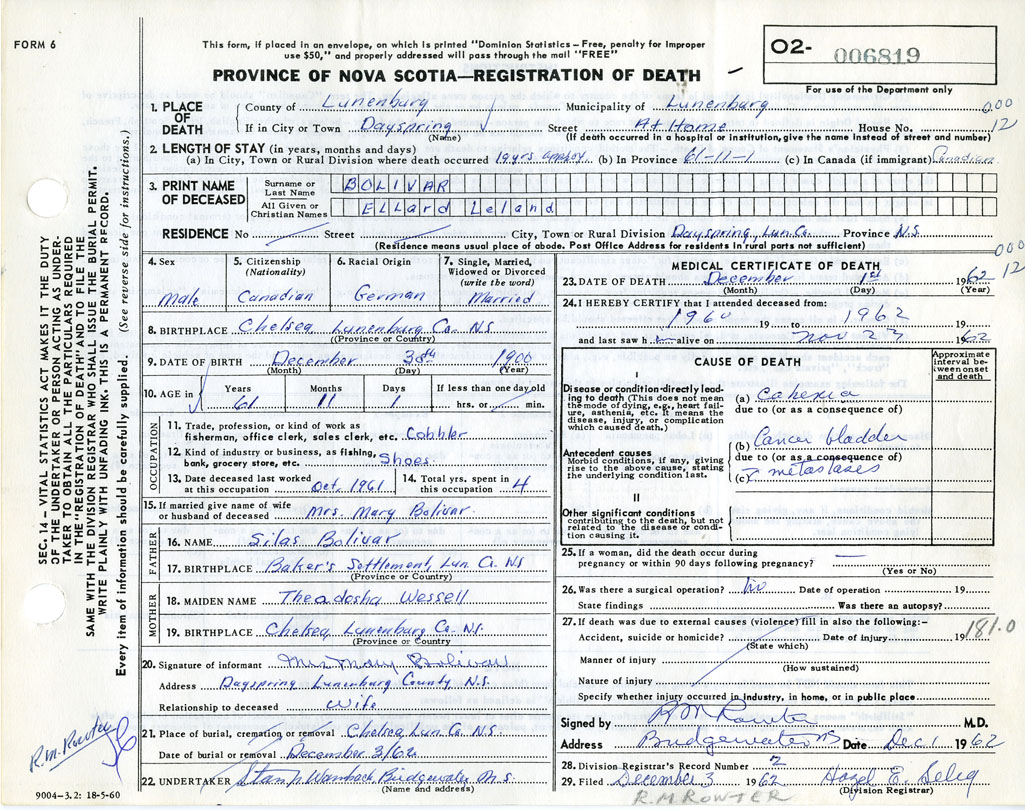 FORM 6
This form, if placed in an envelope, on which is printed "Dominion Statistics – Free, penalty for improper
use $50," and properly addressed will pass through the mail "FREE"
O2- 006819
For use of the Department only
PROVINCE OF NOVA SCOTIA—REGISTRATION OF DEATH
1. PLACE OF DEATH County of Lunenburg Municipality of Lunenburg
If in City or Town Dayspring Street At Home House No.
(Name) (If death occurred in a hospital or institution, give the name instead of street and number)
000
12
2. LENGTH OF STAY (in years, months and days)
(a) In City, Town or Rural Division where death occurred 19yrs approx (b) In Province 61-11-1 (c) In Canada (if immigrant) Canadian
3. PRINT NAME OF DECEASED
Surname or Last Name BOLIVAR
All Given or Christian Names ELLard Leland
RESIDENCE No Street City, Town or Rural Division Dayspring, Lun. Co. Province N.S.
(Residence means usual place of abode. Post Office Address for residents in rural parts not sufficient)
000
12
4. Sex Male
5. Citizenship (Nationality) Canadian
6. Racial Origin German
7. Single, Married, Widowed or Divorced (write the word) Married
8. BIRTHPLACE Chelsea Lunenburg Co. N.S.
(Province or Country)
9. DATE OF BIRTH December 30th 1900
(Month) (Day) (Year)
10. AGE in Years 61 Months 11 Days 1 If less than one day old hrs. or min.
OCCUPATION
11. Trade, profession, or kind of work as
fisherman, office clerk, sales clerk, etc. Cobbler
12. Kind of industry or business, as fishing,
bank, grocery store, etc. Shoes
13. Date deceased last worked at this occupation Oct. 1961
14. Total yrs. spent in this occupation 4
15. If married give name of wife
or husband of deceased Mrs. Mary Bolivar
FATHER
16. NAME Silas Bolivar
17. BIRTHPLACE Baker's Settlement, Lun. Co. NS
(Province or Country)
MOTHER
18. MAIDEN NAME Theadosha Wessell
19. BIRTHPLACE Chelsea Lunenburg Co. N.S.
(Province or Country)
20. Signature of informant Mrs Mary Bolivar
Address Dayspring Lunenburg County, N.S.
Relationship to deceased Wife
21. Place of burial, cremation or removal Chelsea, Lun. Co. N.S.
Date of burial or removal December 3/62
22. UNDERTAKER Bridgewater N.S.
(Name and address)
9004–3.2: 18-5-60
MEDICAL CERTIFICATE OF DEATH
23. DATE OF DEATH December 1st 1962
(Month) (Day) (Year)
24. I HEREBY CERTIFY that I attended deceased from:
1960 19 to 1962 19
and last saw him alive on Nov 23 1962
CAUSE OF DEATH
Approximate interval between onset and death
I
Disease or condition directly leading to death (This does not mean the mode of dying, e.g., heart failure, asthenia, etc. It means the disease, injury, or complication which caused death.)
(a) Cahexia
due to (or as a consequence of)
Antecedent causes
Morbid conditions, if any, giving rise to the above cause, stating the underlying condition last.
(b) Cancer bladder
due to (or as a consequence of)
(c) metastases
II
Other significant conditions
contributing to the death, but not related to the disease or condition causing it.
25. If a woman, did the death occur during
pregnancy or within 90 days following pregnancy? —
(Yes or No)
26. Was there a surgical operation? No Date of operation 19
State findings Was there an autopsy?
27. If death was due to external causes (violence) fill in also the following:-
Accident, suicide or homicide? Date of injury 19
(State which)
181.0
Manner of injury
(How sustained)
Nature of injury
Specify whether injury occurred in industry, in home, or in public place
Signed by R M Rowter M.D.
Address Bridgewater NS Date Dec 1 1962
28. Division Registrar's Record Number 2
29. Filed December 3 1962 Hazel E. Selig
(Division Registrar)
R.M. ROWTER
SEC. 14 – VITAL STATISTICS ACT MAKES IT THE DUTY
OF THE UNDERTAKER OR PERSON ACTING AS UNDERTAKER TO OBTAIN ALL THE PARTICULARS REQUIRED
IN THE "REGISTRATION OF DEATH" AND TO FILE THE
SAME WITH THE DIVISION REGISTRAR WHO SHALL ISSUE THE BURIAL PERMIT.
WRITE PLAINLY WITH UNFADING INK. THIS IS A PERMANENT RECORD.
Every item of information should be carefully supplied. (See reverse side for instructions.)
R.M. Rowter